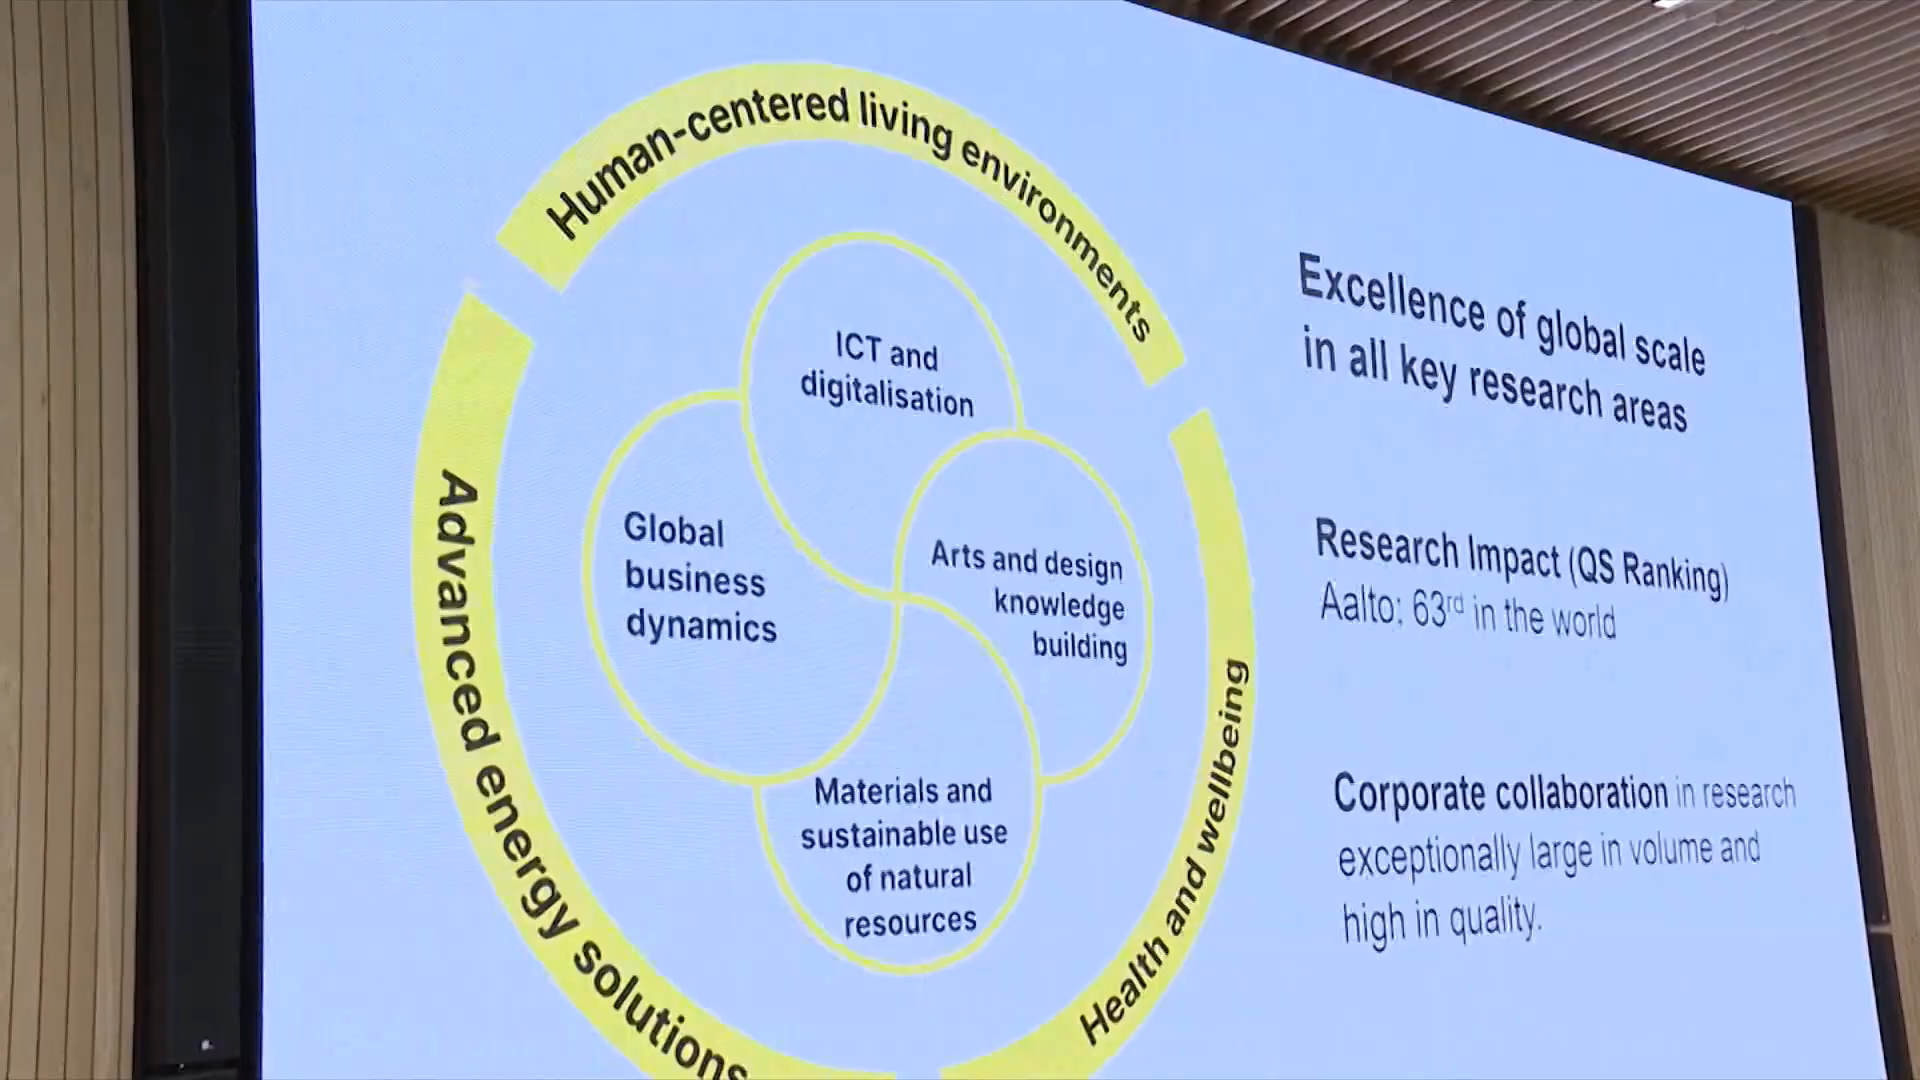 Human-centered living environments
Advanced energy solutions
Health and wellbeing
ICT and
digitalisation
Global
business
dynamics
Arts and design
knowledge
building
Materials and
sustainable use
of natural
resources
Excellence of global scale
in all key research areas
Research Impact (QS Ranking)
Aalto: 63rd in the world
Corporate collaboration in research
exceptionally large in volume and
high in quality.